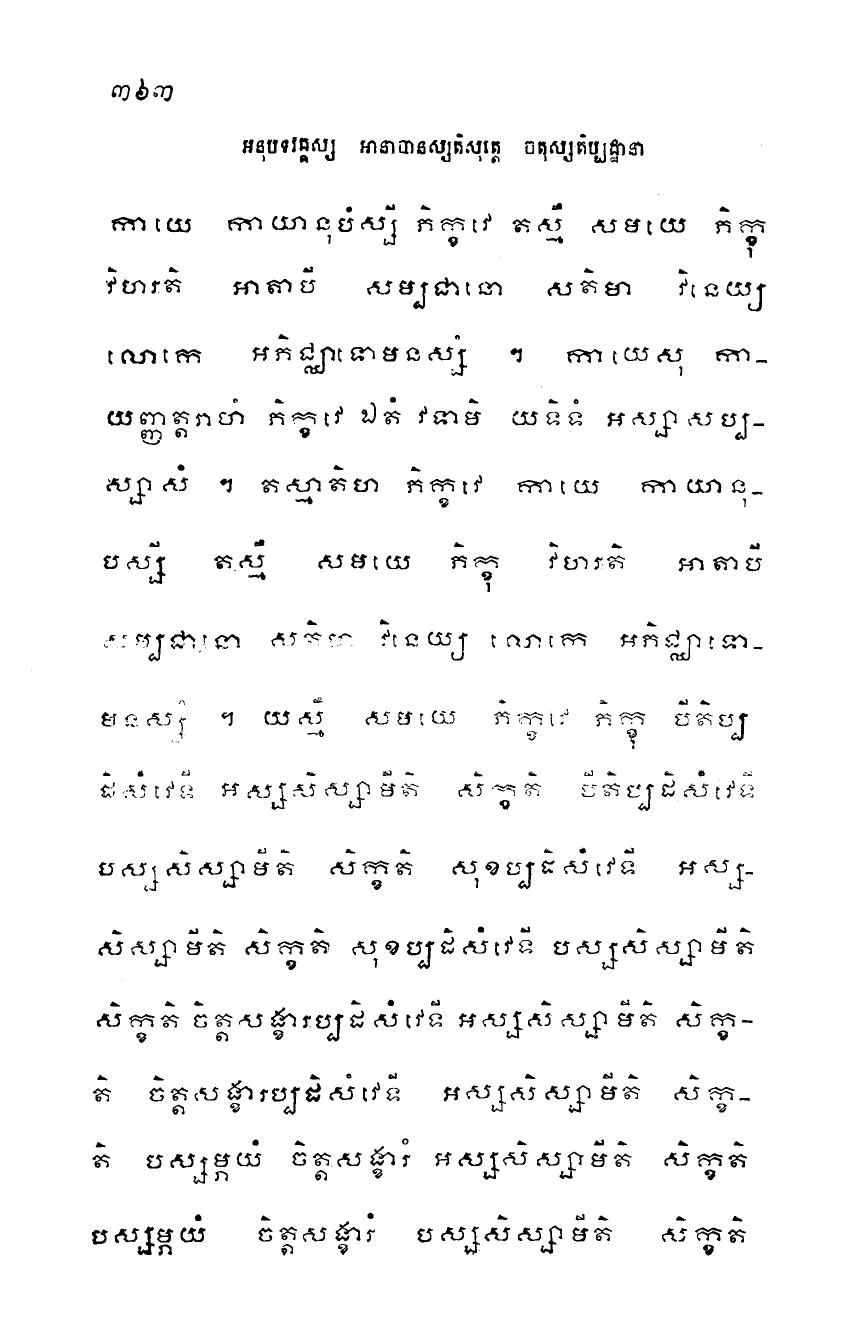 ៣៦៣
អនុបទវគ្គស្ស អានាបានស្សតិសុត្តេ ចតុស្សតិប្បដ្ឋានា
កាយេ កាយានុបំស្សី ភិក្ខវេ តស្មឹ សមយេ ភិក្ខុ
វិហរតិ អាតាបី សម្បជានោ សតិមា វិនេយ្យ
លោកេ អភិជ្ឈាទោមនស្សំ ។ កាយេសុ កា-
យញ្ញត្តរាហំ ភិក្ខវេ ឯតំ វទាមិ យទិទំ អស្សាសប្ប-
ស្សាសំ ។ តស្មាតិហ ភិក្ខវេ កាយេ កាយានុ-
បស្សី តស្មឹ សមយេ ភិក្ខុ វិហរតិ អាតាបី
សម្បជានោ សតិមា វិនេយ្យ លោកេ អភិជ្ឈាទោ-
មនស្សំ ។ យស្មឹ សមយេ ភិក្ខវេ ភិក្ខុ បីតិប្ប
ដិសំវេទី អស្សសិស្សាមីតិ សិក្ខតិ បីតិប្បដិសំវេទី
បស្សសិស្សាមីតិ សិក្ខតិ សុខប្បដិសំវេទី អស្ស-
សិស្សាមីតិ សិក្ខតិ សុខប្បដិសំវេទី បស្សសិស្សាមីតិ
សិក្ខតិ ចិត្តសង្ខារប្បដិសំវេទី អស្សសិស្សាមីតិ សិក្ខ-
តិ ចិត្តសង្ខារប្បដិសំវេទី អស្សសិស្សាមីតិ សិក្ខ-
តិ បស្សម្ភយំ ចិត្តសង្ខារំ អស្សសិស្សាមីតិ សិក្ខតិ
បស្សម្ភយំ ចិត្តសង្ខារំ បស្សសិស្សាមីតិ សិក្ខតិ